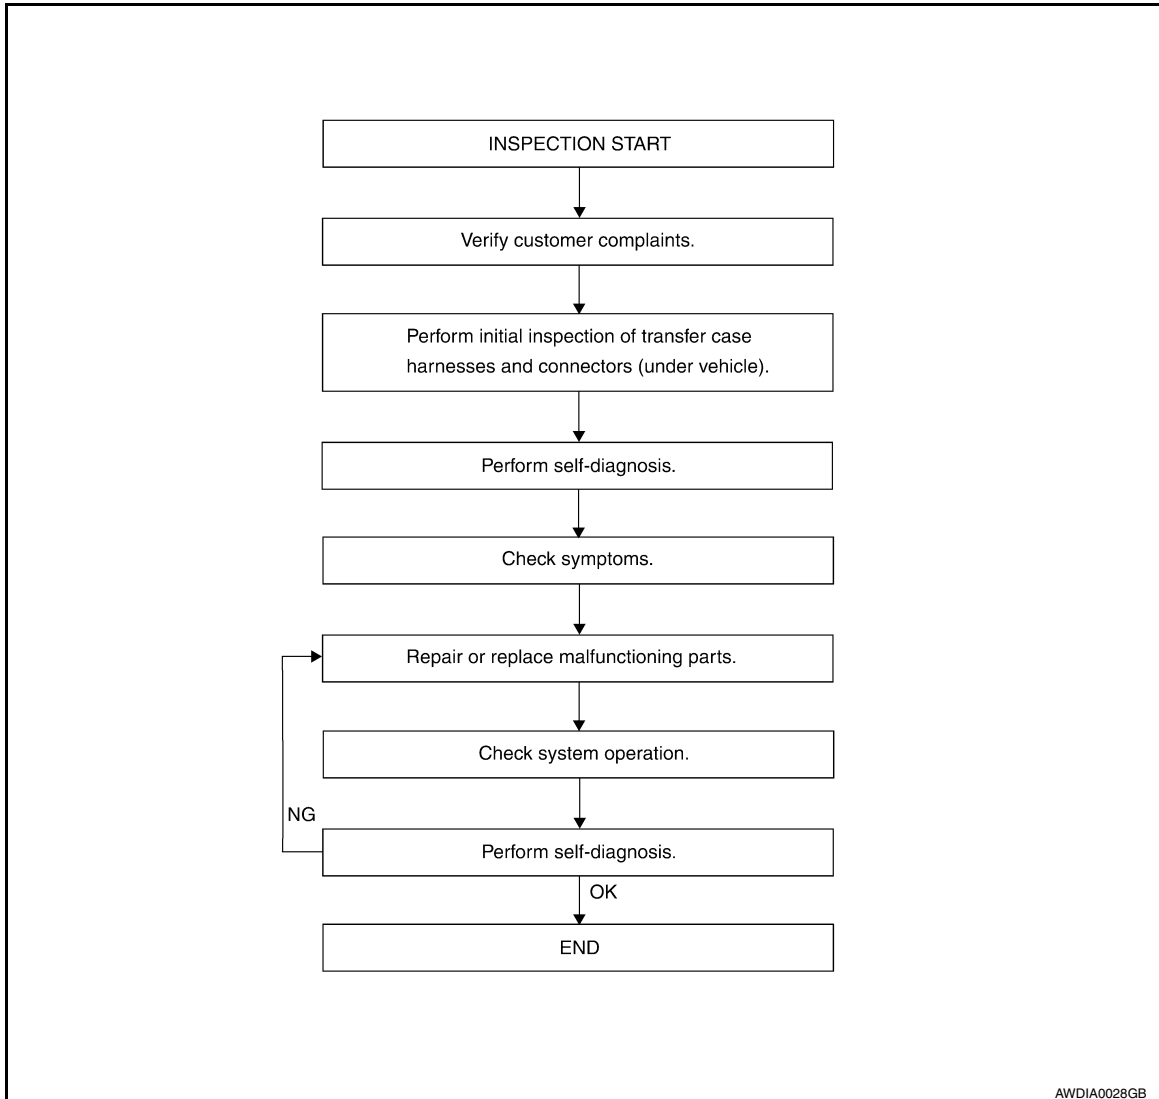 INSPECTION START
Verify customer complaints.
Perform initial inspection of transfer case
harnesses and connectors (under vehicle).
Perform self-diagnosis.
Check symptoms.
Repair or replace malfunctioning parts.
Check system operation.
NG
Perform self-diagnosis.
OK
END
AWDIA0028GB